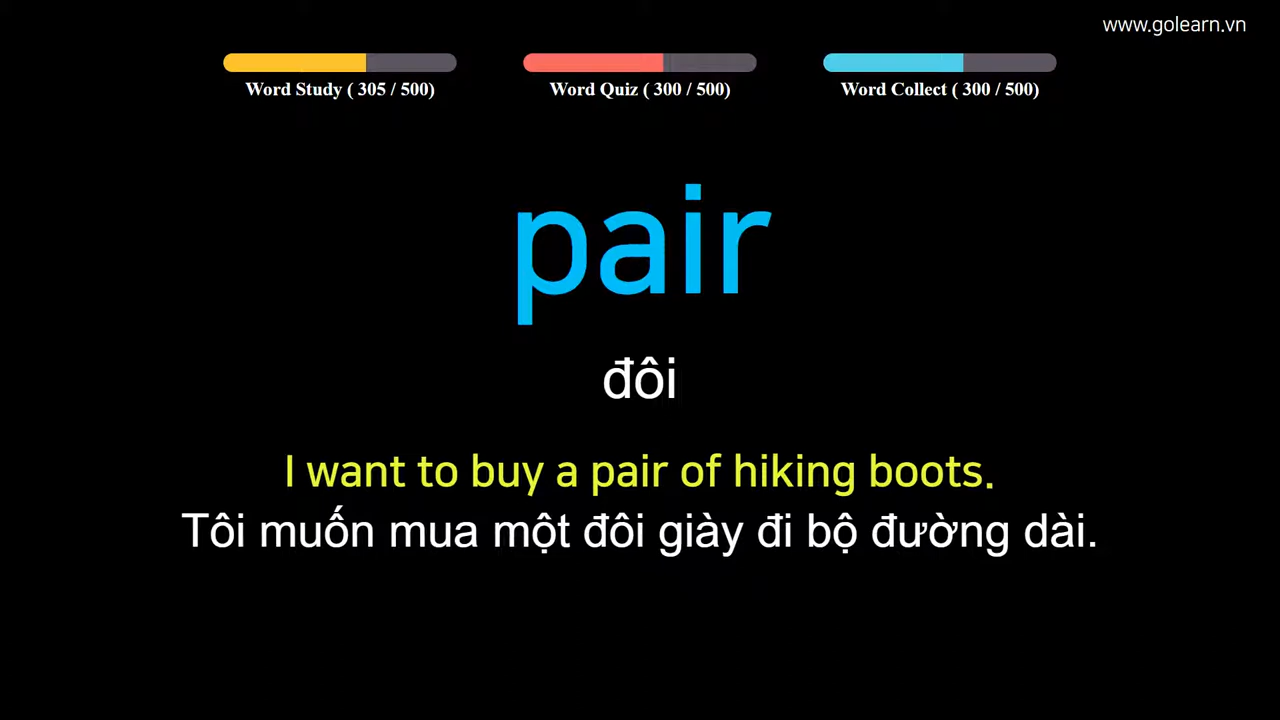 www.golearn.vn
Word Study ( 305 / 500)
Word Quiz ( 300 / 500)
Word Collect ( 300 / 500)
pair
đôi
I want to buy a pair of hiking boots.
Tôi muốn mua một đôi giày đi bộ đường dài.